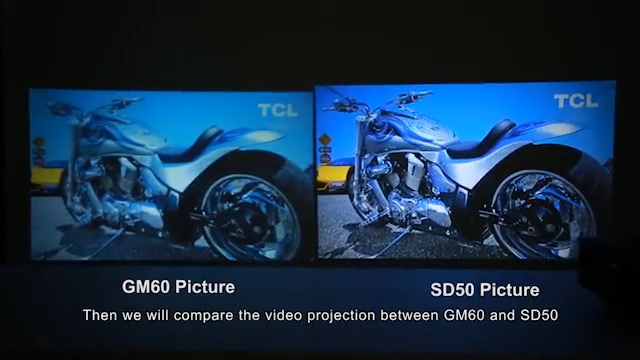 TCL
TCL
GM60 Picture
SD50 Picture
Then we will compare the video projection between GM60 and SD50